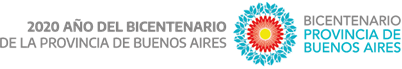 2020 AÑO DEL BICENTENARIO
DE LA PROVINCIA DE BUENOS AIRES
BICENTENARIO
PROVINCIA DE
BUENOS AIRES